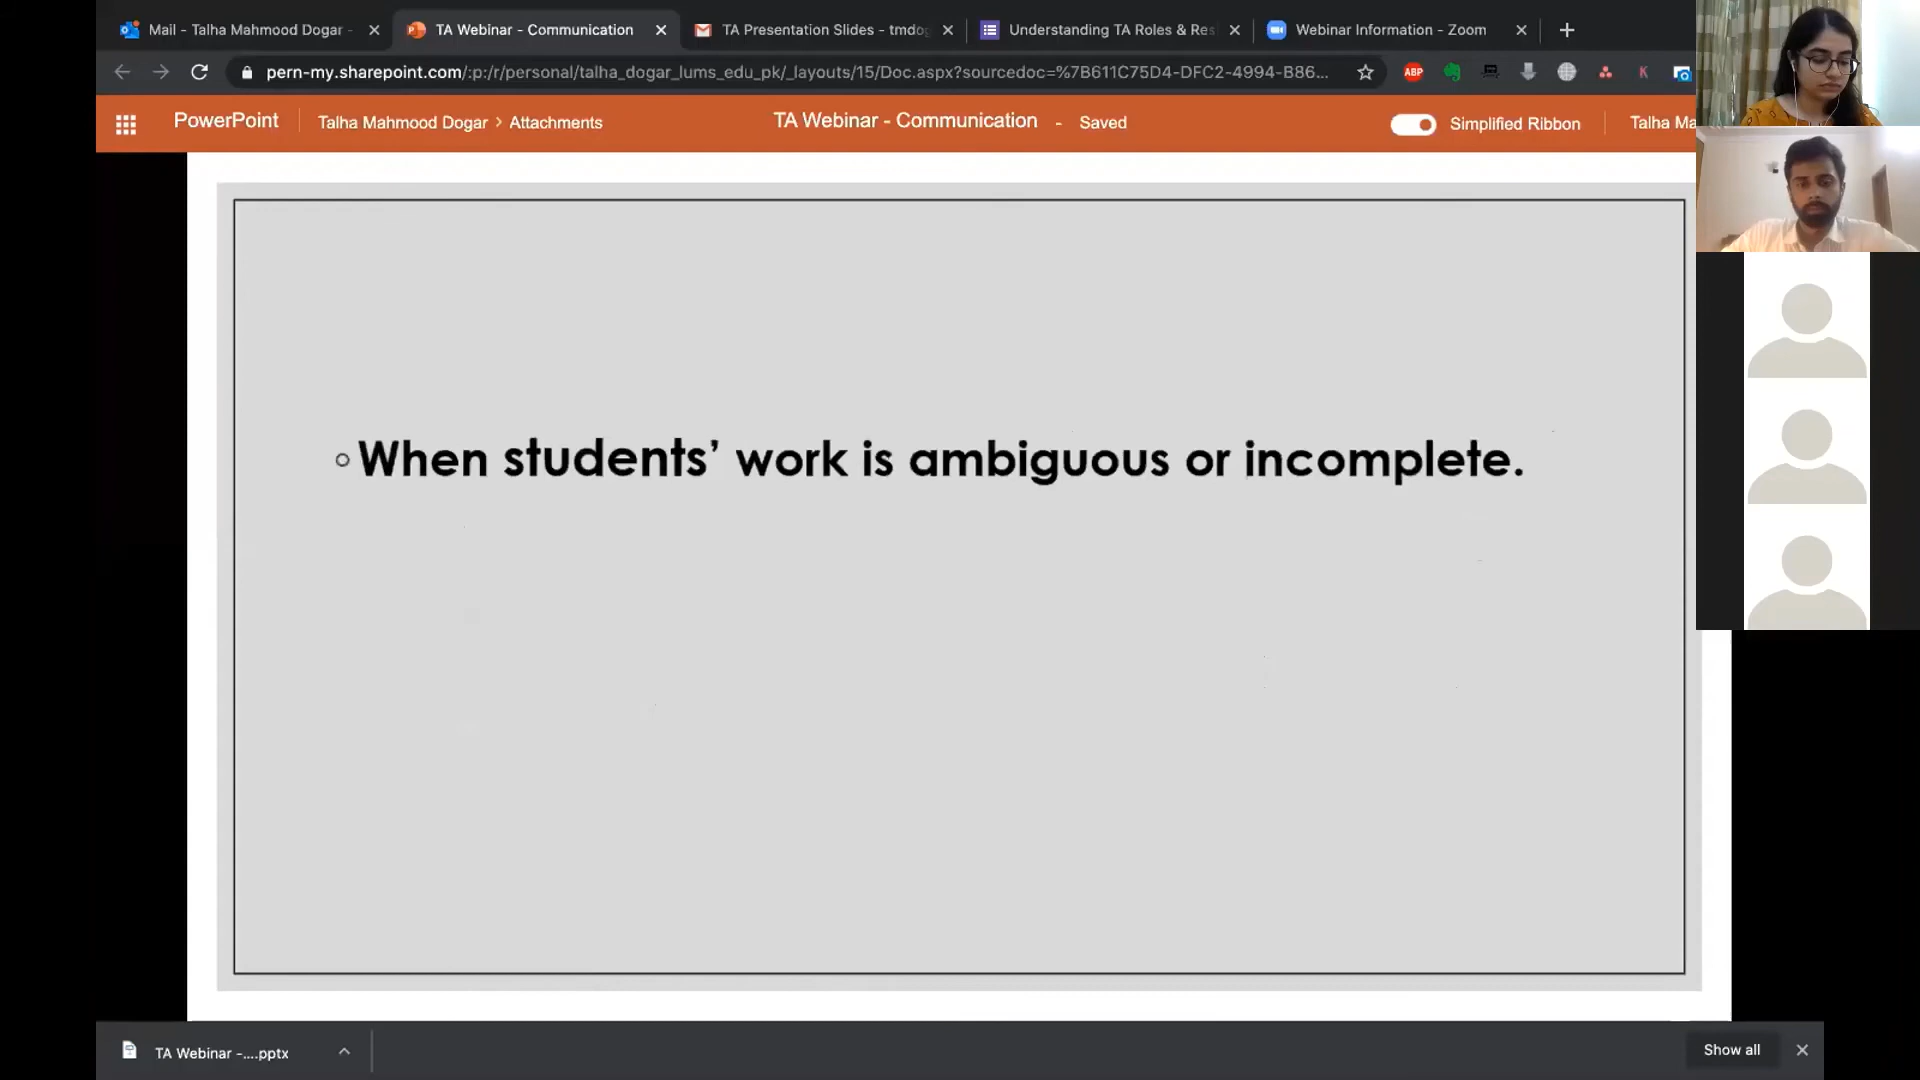 Mail - Talha Mahmood Dogar -
TA Webinar - Communication
TA Presentation Slides - tmdo
Understanding TA Roles & Res
Webinar Information - Zoom
pern-my.sharepoint.com/:p:/r/personal/talha_dogar_lums_edu_pk/_layouts/15/Doc.aspx?sourcedoc=%7B611C75D4-DFC2-4994-B86...
ABP
K
PowerPoint
Talha Mahmood Dogar > Attachments
TA Webinar - Communication - Saved
Simplified Ribbon
Talha Ma
When students’ work is ambiguous or incomplete.
TA Webinar -....pptx
Show all